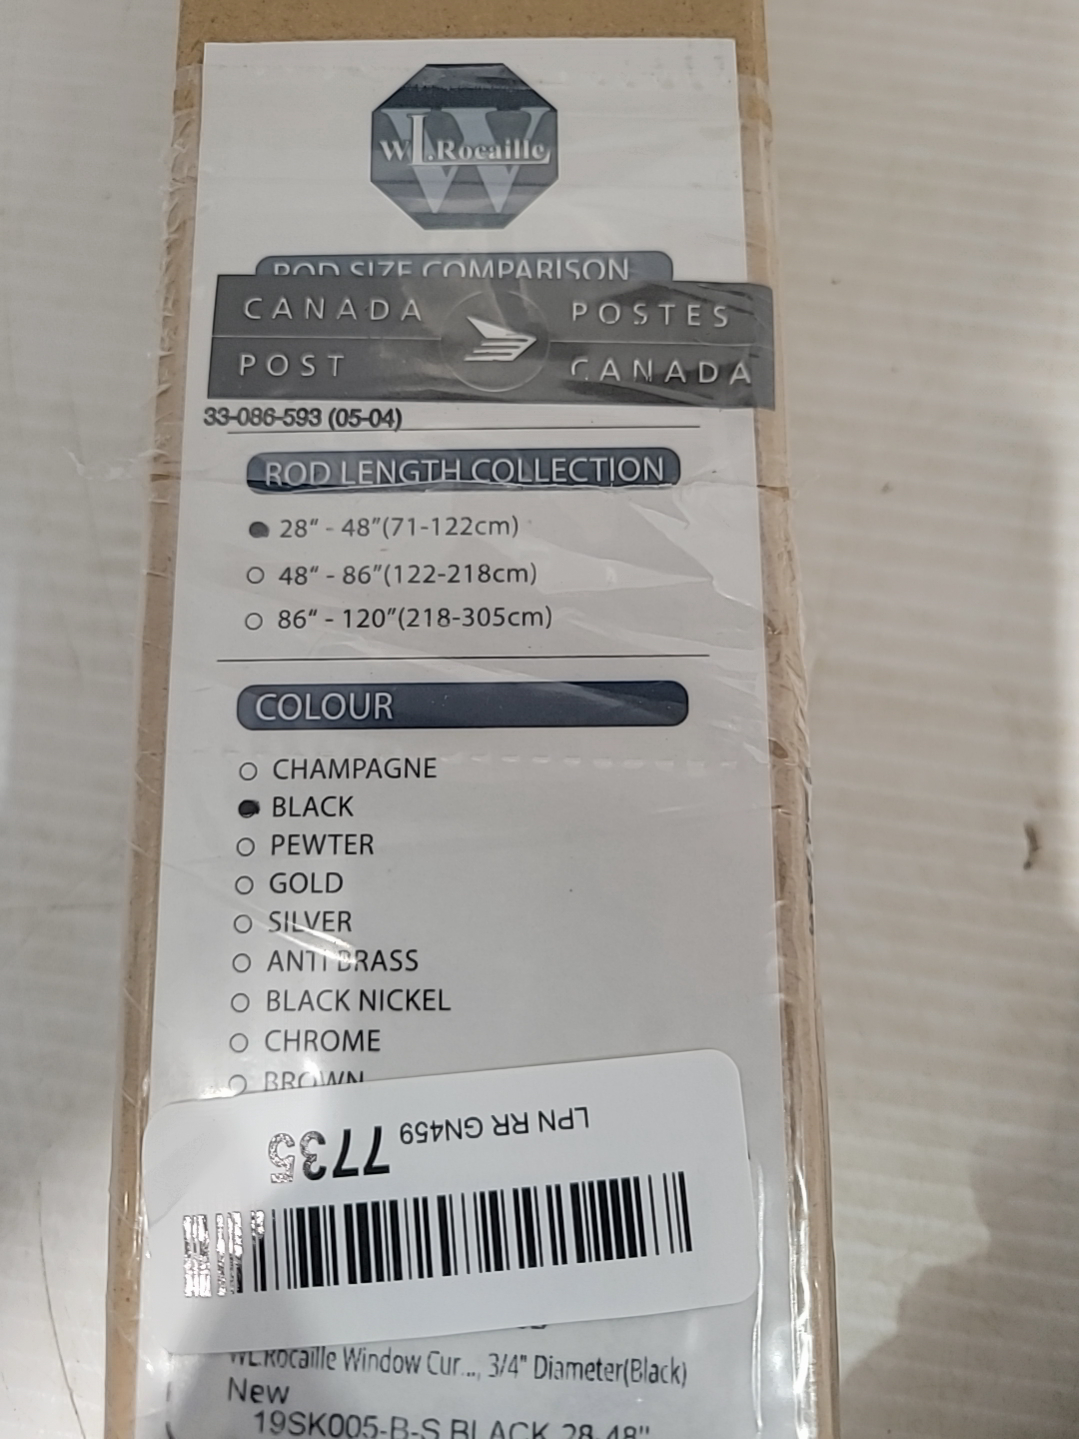 WL.Rocaille
ROD SIZE COMPARISON
CANADA POSTES
POST CANADA
33-086-593 (05-04)
ROD LENGTH COLLECTION
28" - 48"(71-122cm)
48" - 86"(122-218cm)
86" - 120"(218-305cm)
COLOUR
CHAMPAGNE
BLACK
PEWTER
GOLD
SILVER
ANTI BRASS
BLACK NICKEL
CHROME
BROWN
LPN RR GN459 7735
WL.Rocaille Window Cur..., 3/4" Diameter(Black)
New
19SK005-B-S BLACK 28-48"